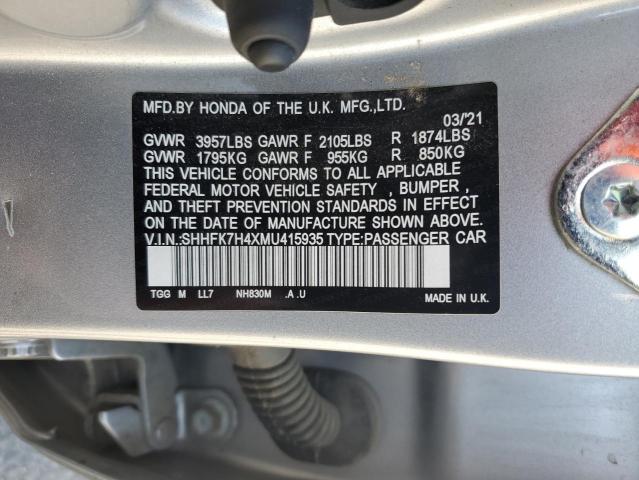 MFD.BY HONDA OF THE U.K. MFG.,LTD.
03/'21
GVWR 3957LBS GAWR F 2105LBS R 1874LBS
GVWR 1795KG GAWR F 955KG R 850KG
THIS VEHICLE CONFORMS TO ALL APPLICABLE
FEDERAL MOTOR VEHICLE SAFETY , BUMPER ,
AND THEFT PREVENTION STANDARDS IN EFFECT
ON THE DATE OF MANUFACTURE SHOWN ABOVE.
V.I.N.:SHHFK7H4XMU415935 TYPE:PASSENGER CAR
TGG M LL7 NH830M .A .U
MADE IN U.K.